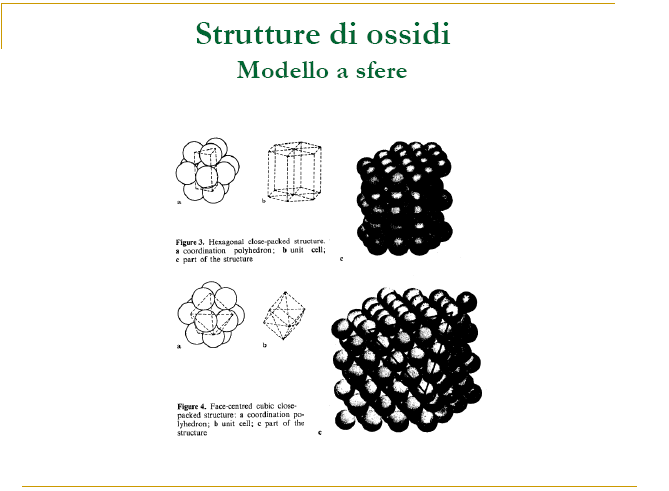 Strutture di ossidi
Modello a sfere
a
b
Figure 3. Hexagonal close-packed structure.
a coordination polyhedron; b unit cell;
c part of the structure
c
a
b
Figure 4. Face-centred cubic close-
packed structure: a coordination po-
lyhedron; b unit cell; c part of the
structure
c